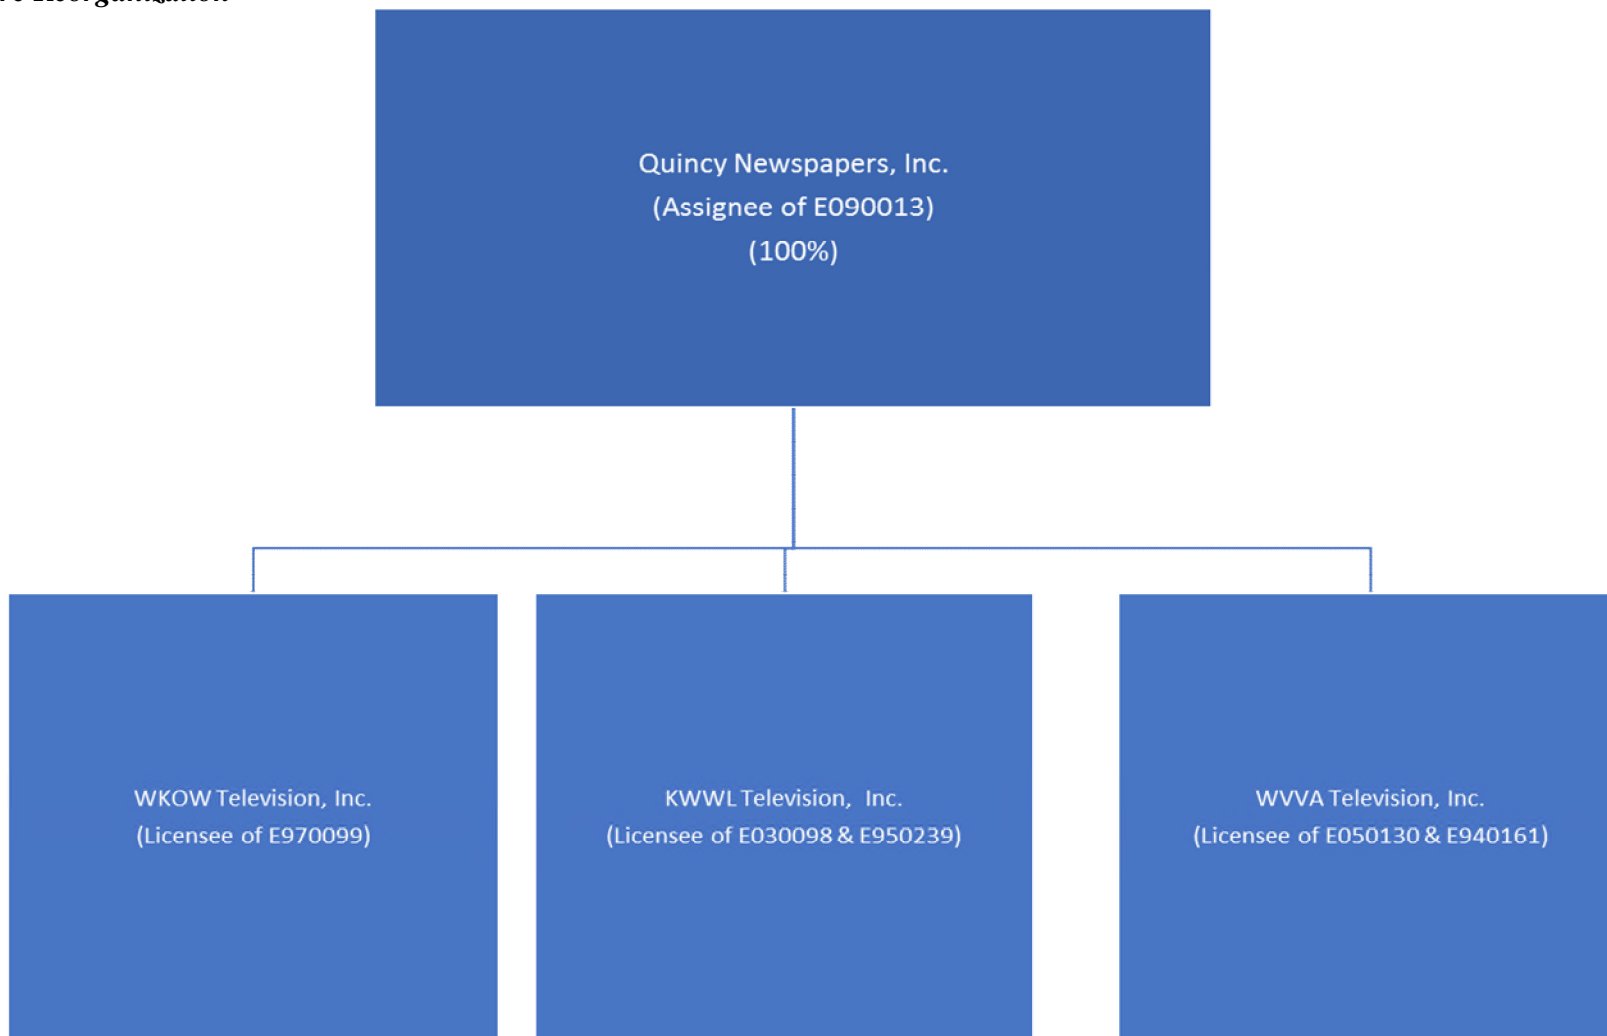 Reorganization
Quincy Newspapers, Inc.
(Assignee of E090013)
(100%)
WKOW Television, Inc.
(Licensee of E970099)
KWWL Television,  Inc.
(Licensee of E030098 & E950239)
WVVA Television, Inc.
(Licensee of E050130 & E940161)